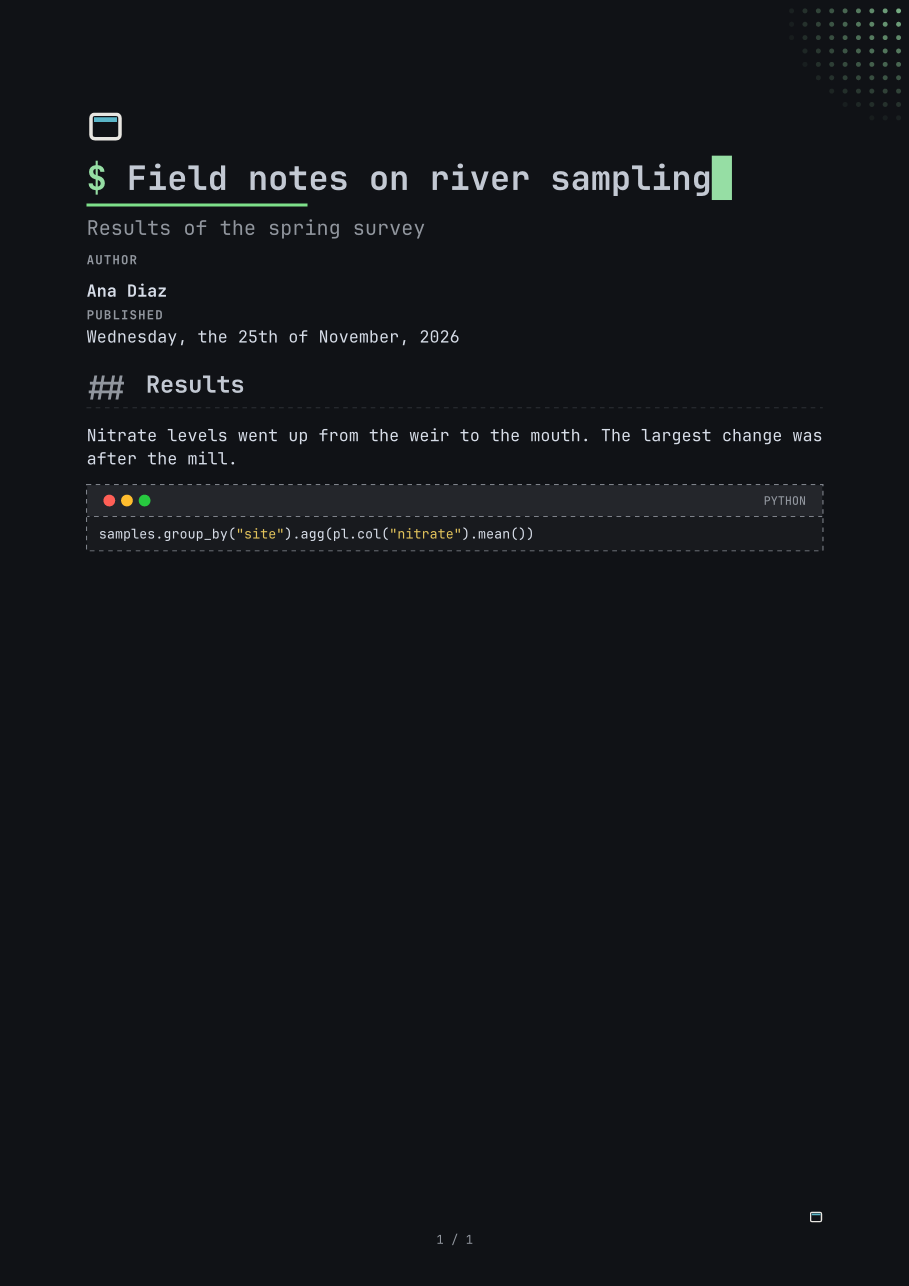 $ Field notes on river sampling
Results of the spring survey
AUTHOR
Ana Diaz
PUBLISHED
Wednesday, the 25th of November, 2026
## Results
Nitrate levels went up from the weir to the mouth. The largest change was
after the mill.
PYTHON
samples.group_by("site").agg(pl.col("nitrate").mean())
1 / 1